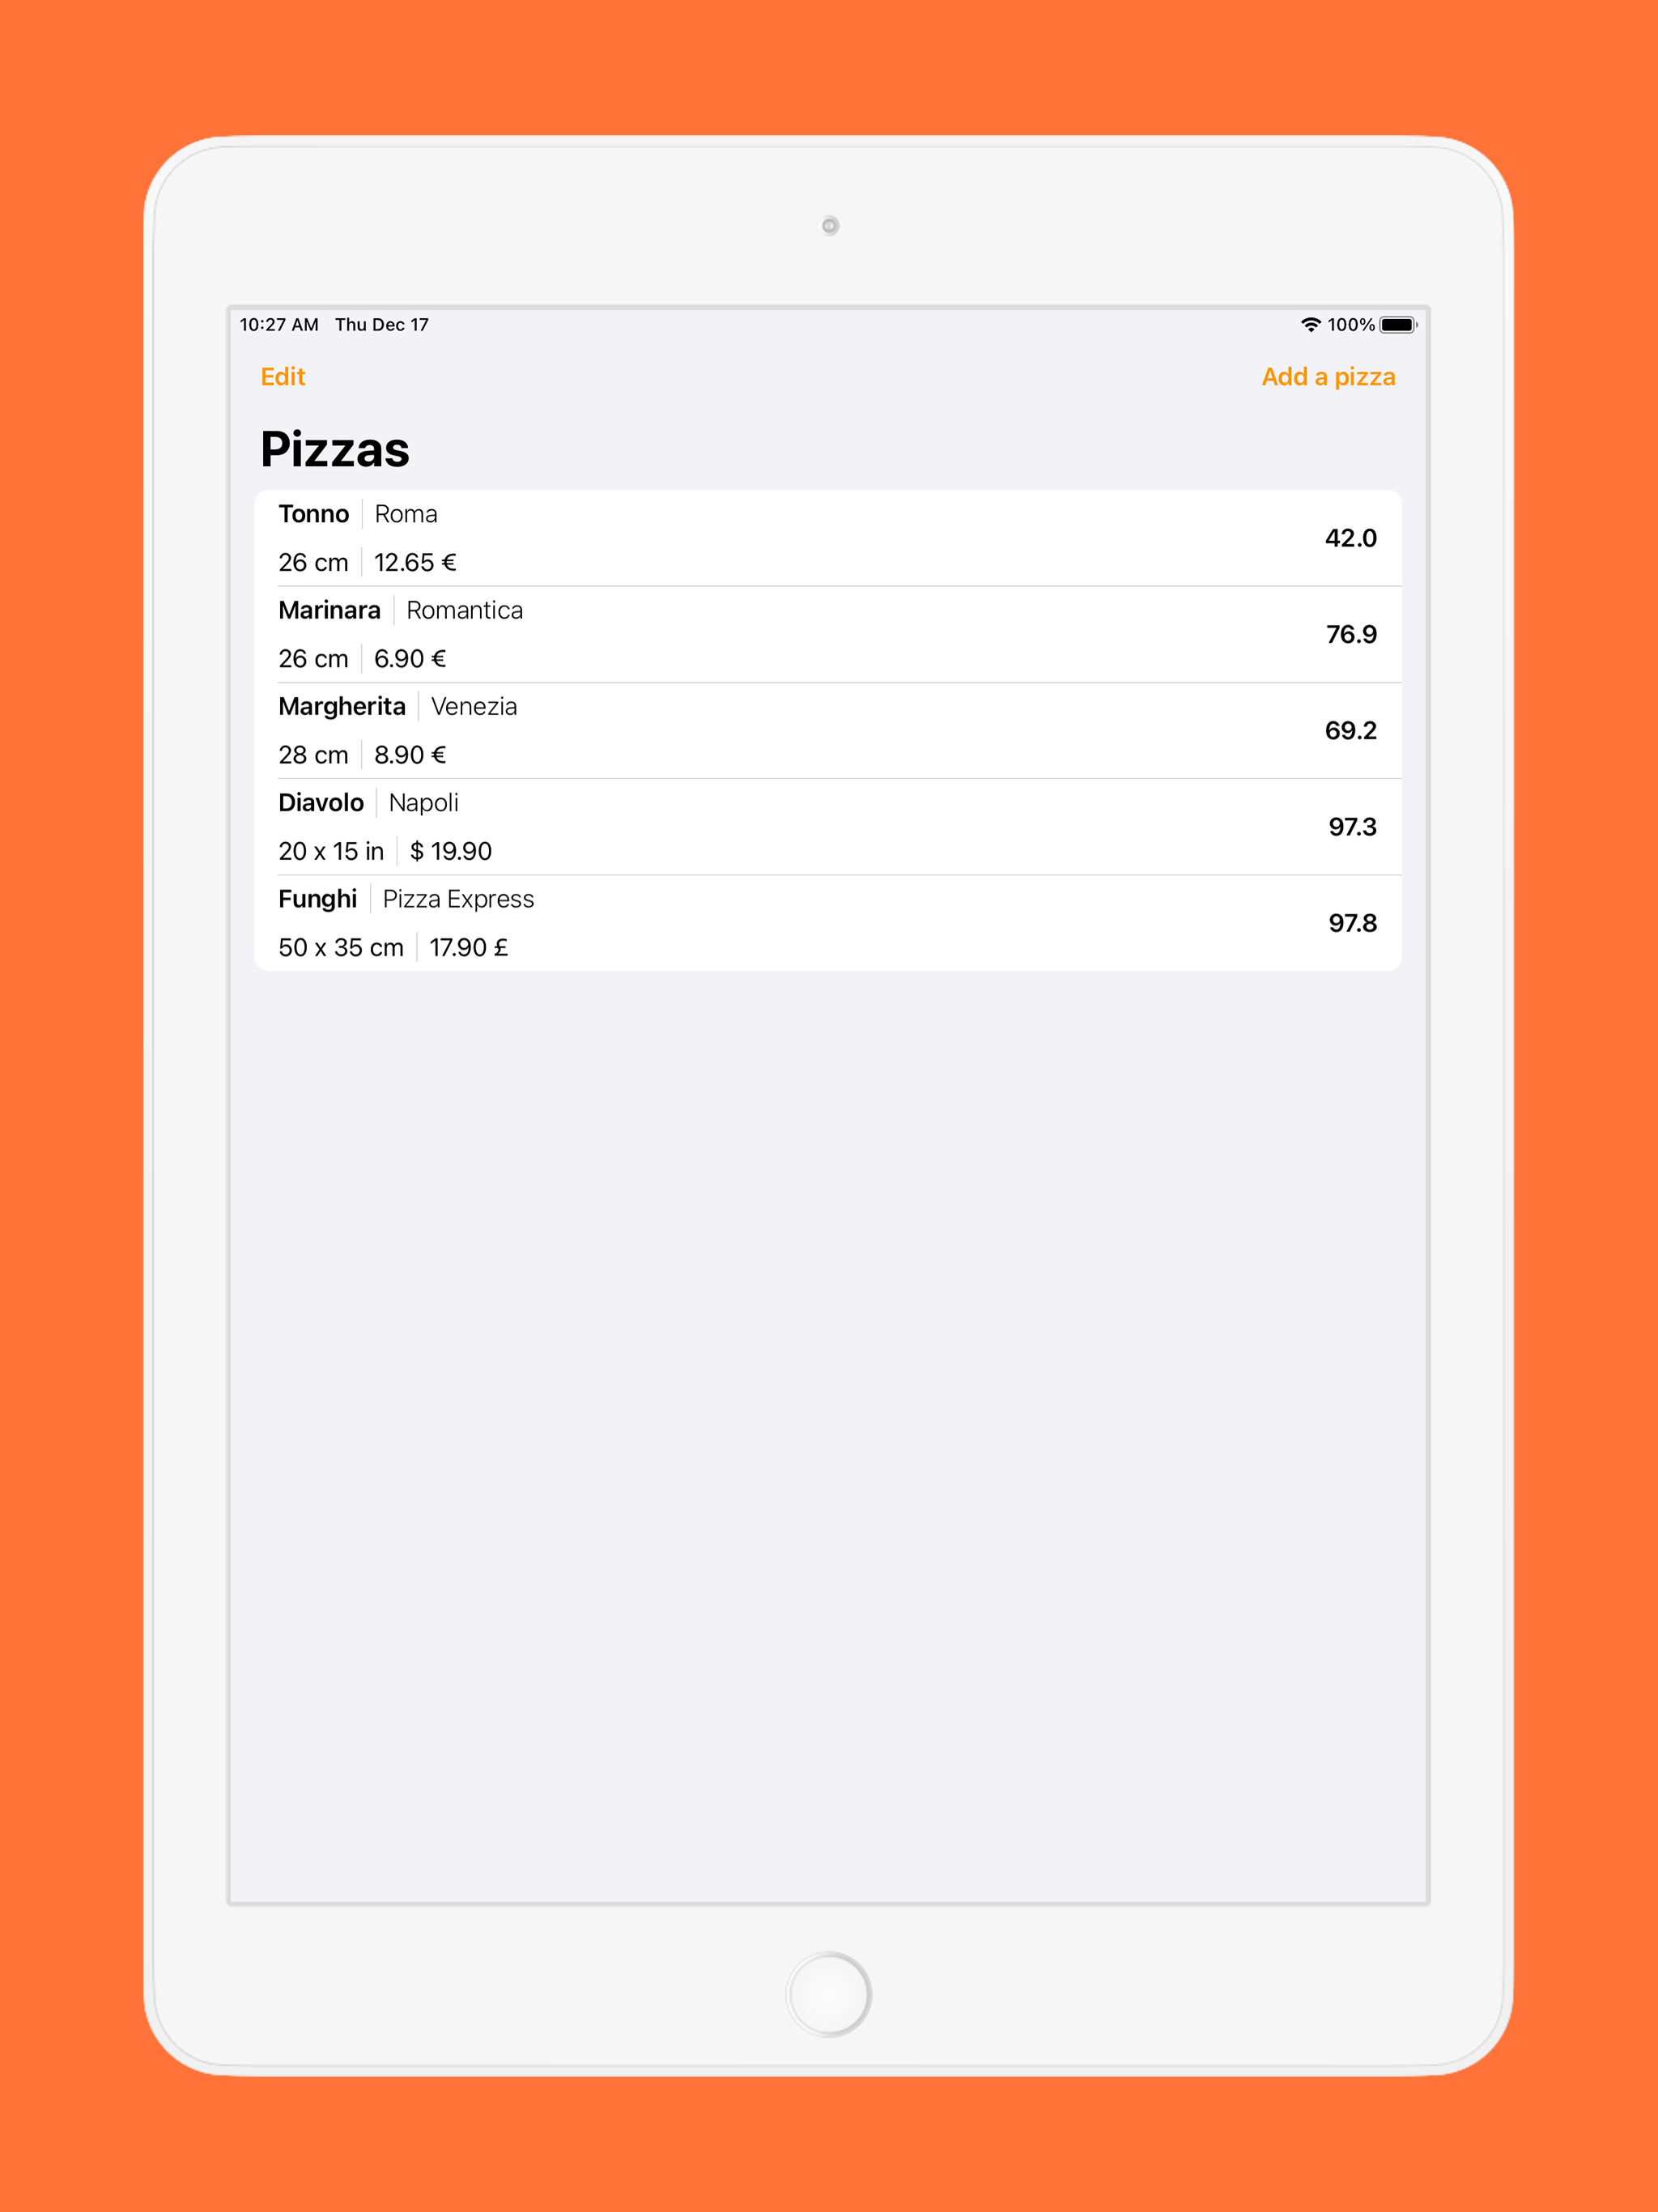 10:27 AM Thu Dec 17 100%
Edit Add a pizza
Pizzas
Tonno Roma
42.0
26 cm 12.65 €
Marinara Romantica
76.9
26 cm 6.90 €
Margherita Venezia
69.2
28 cm 8.90 €
Diavolo Napoli
97.3
20 x 15 in $ 19.90
Funghi Pizza Express
97.8
50 x 35 cm 17.90 £